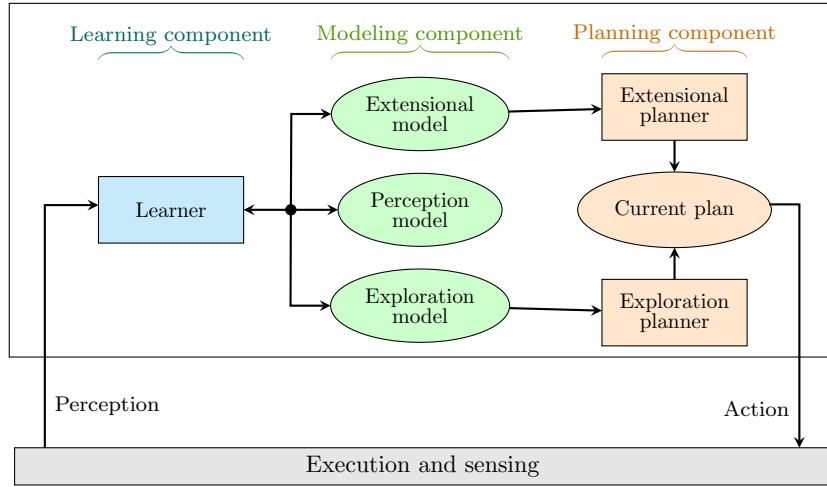 Learning component
Modeling component
Planning component
Extensional
model
Extensional
planner
Learner
Perception
model
Current plan
Exploration
model
Exploration
planner
Perception
Action
Execution and sensing